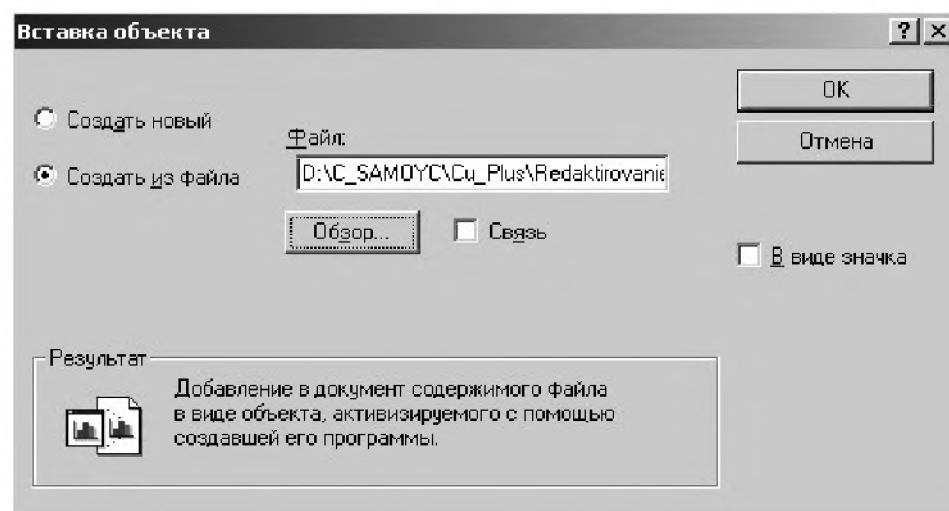 Вставка объекта
? ×
Создать новый
Создать из файла
Файл:
D:\C_SAMOYC\Cu_Plus\Redaktirovanie
Обзор...
Связь
OK
Отмена
В виде значка
Результат
Добавление в документ содержимого файла
в виде объекта, активизируемого с помощью
создавшей его программы.